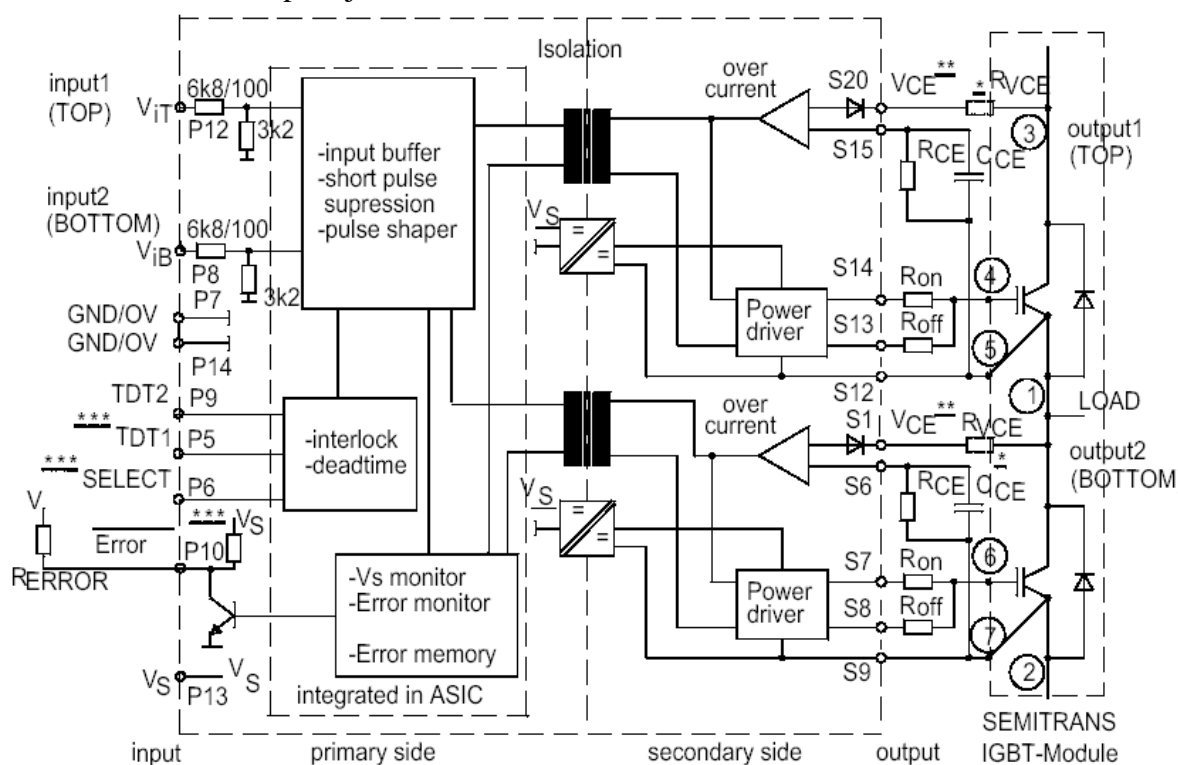 Isolation
input1
(TOP)
ViT
6k8/100
P12
3k2
input2
(BOTTOM)
ViB
6k8/100
P8
3k2
P7
GND/OV
GND/OV
P14
TDT2
P9
***
TDT1
P5
***
SELECT
P6
V
***
VS
Error
P10
RERROR
VS
VS
P13
-input buffer
-short pulse
supression
-pulse shaper
-interlock
-deadtime
-Vs monitor
-Error monitor
-Error memory
integrated in ASIC
VS
=
=
over
current
S20
VCE**
*
RVCE
S15
RCE
CCE
3
output1
(TOP)
Power
driver
S14
Ron
4
S13
Roff
5
S12
1
LOAD
VS
=
=
over
current
S1
VCE**
RVCE
*
S6
RCE
CCE
output2
(BOTTOM
Power
driver
S7
Ron
6
S8
Roff
7
S9
2
SEMITRANS
IGBT-Module
input
primary side
secondary side
output